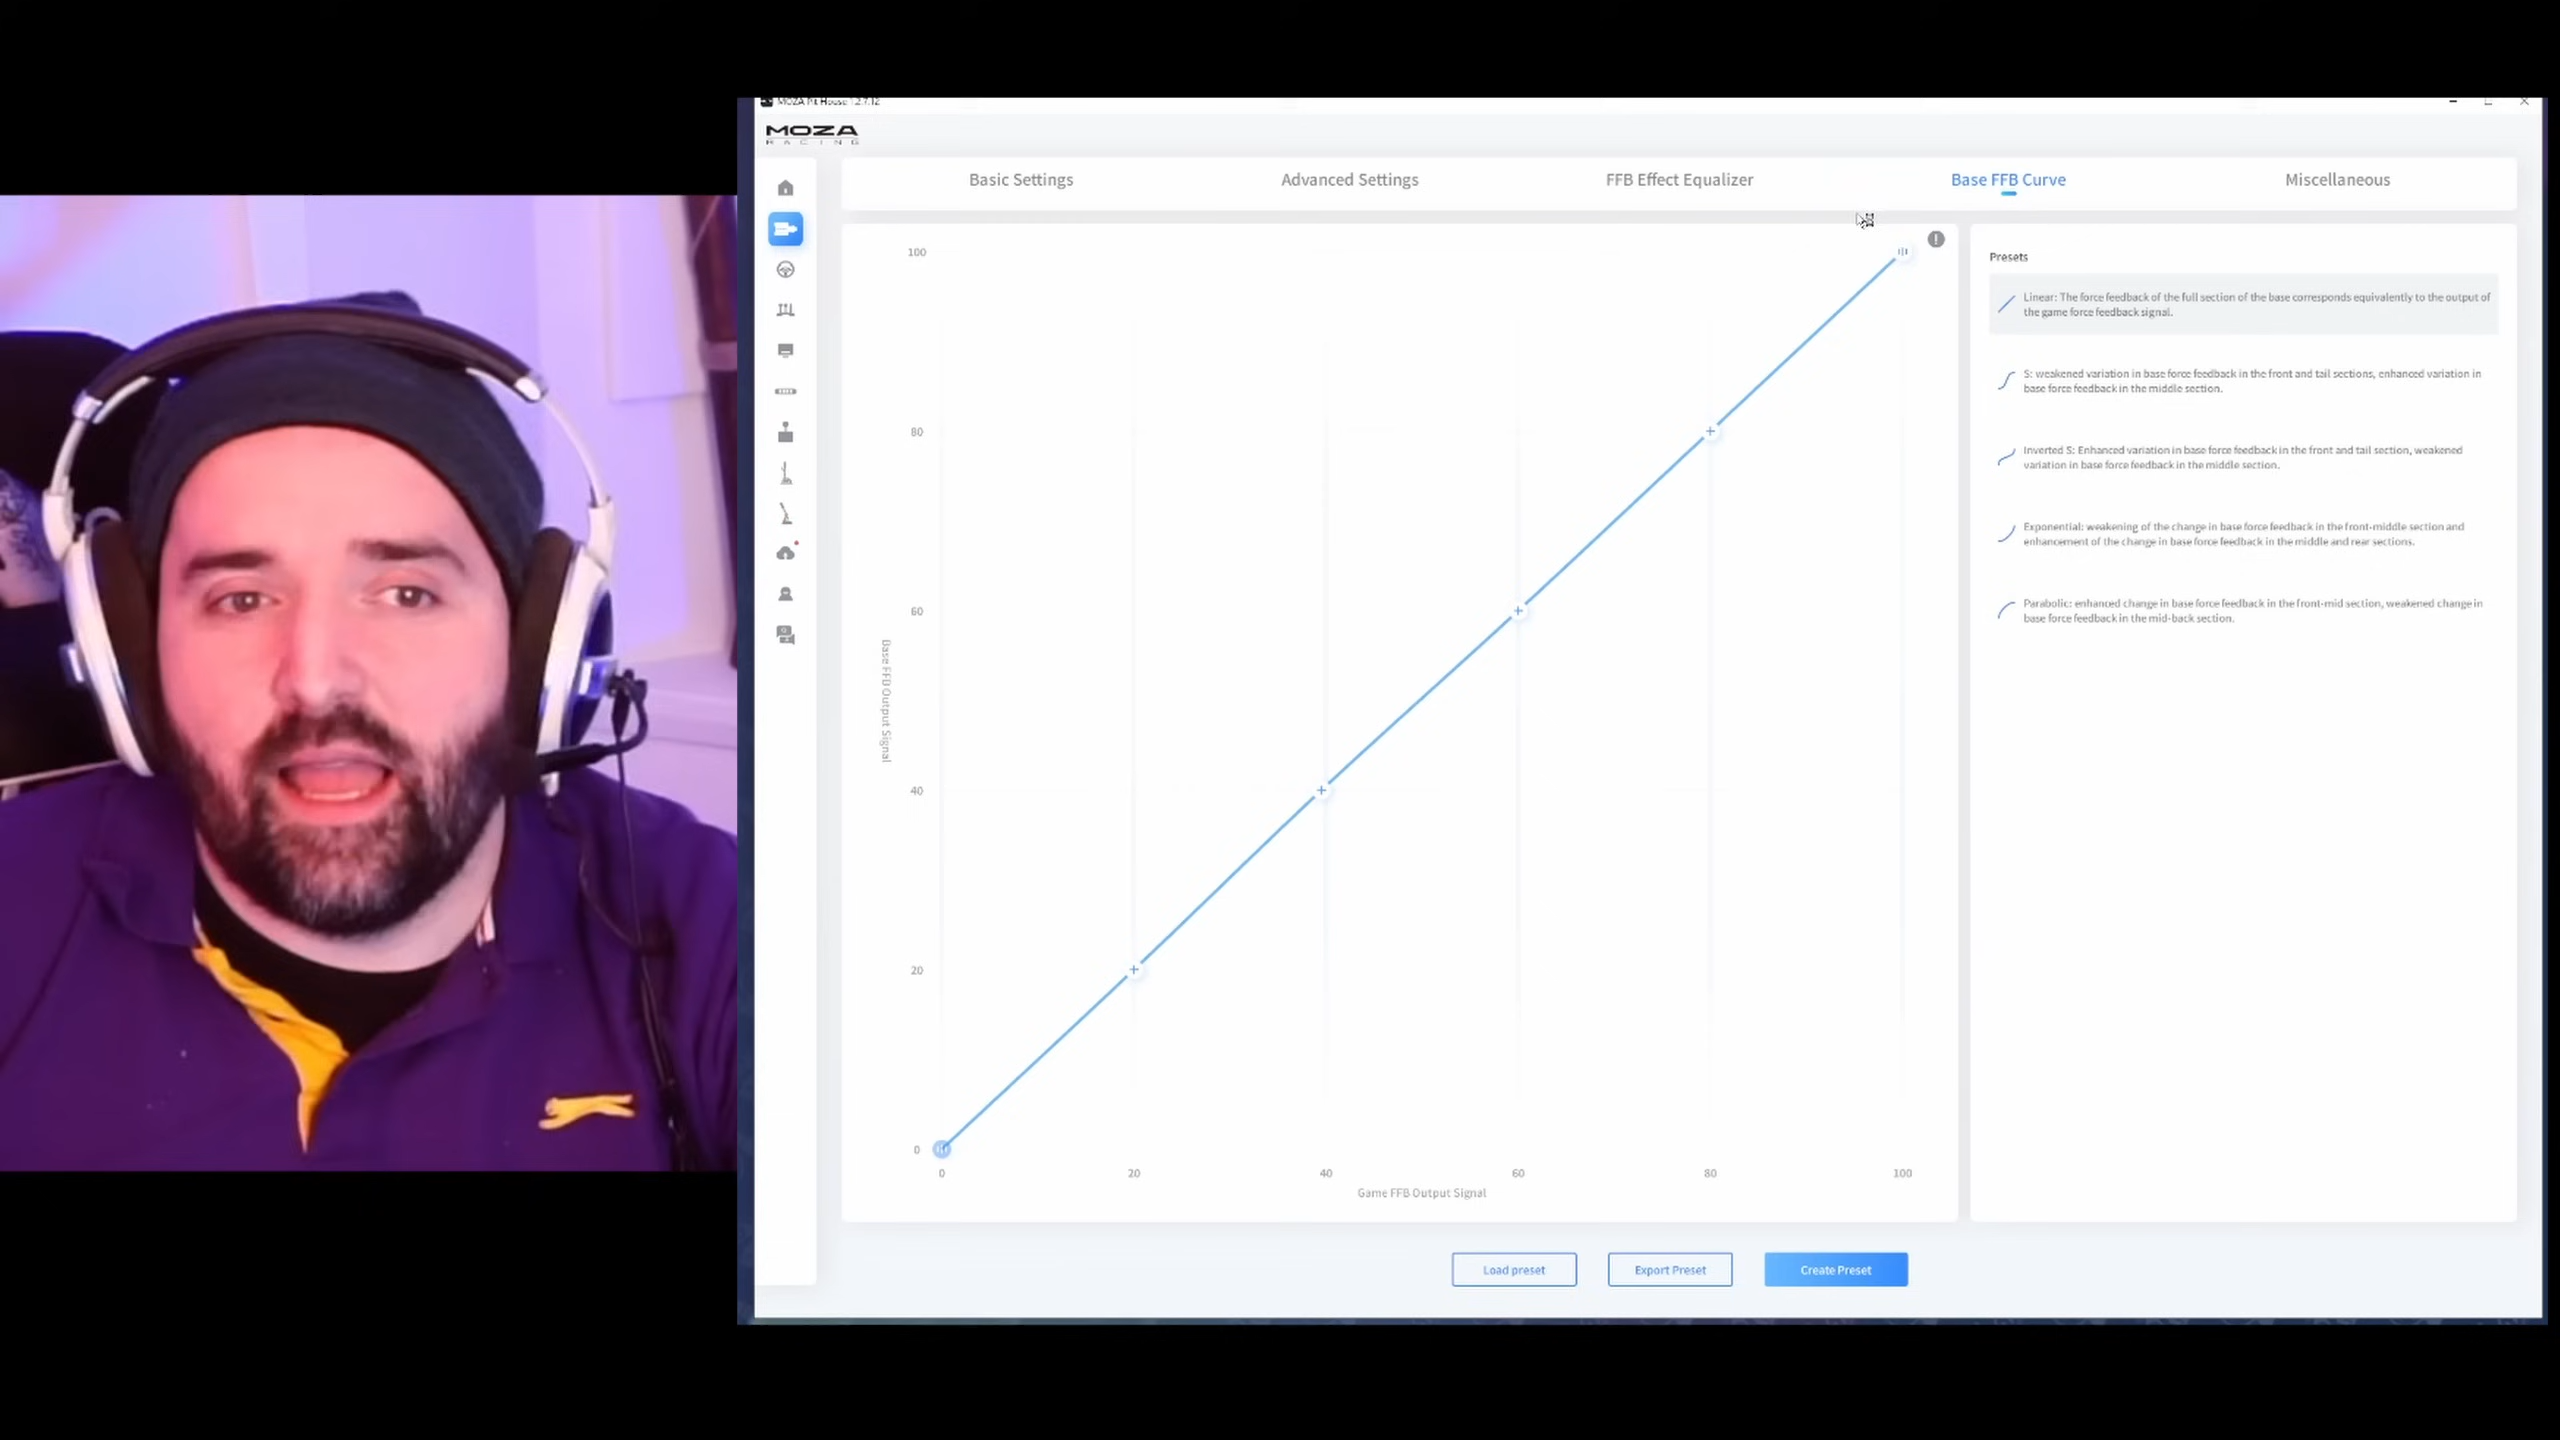 MOZA Pit House 1.2.7.12
MOZA
RACING
Basic Settings
Advanced Settings
FFB Effect Equalizer
Base FFB Curve
Miscellaneous
100
80
60
40
20
0
Base FFB Output Signal
0
20
40
60
80
100
Game FFB Output Signal
Presets
Linear: The force feedback of the full section of the base corresponds equivalently to the output of
the game force feedback signal.
S: weakened variation in base force feedback in the front and tail sections, enhanced variation in
base force feedback in the middle section.
Inverted S: Enhanced variation in base force feedback in the front and tail section, weakened
variation in base force feedback in the middle section.
Exponential: weakening of the change in base force feedback in the front-middle section and
enhancement of the change in base force feedback in the middle and rear sections.
Parabolic: enhanced change in base force feedback in the front-mid section, weakened change in
base force feedback in the mid-back section.
Load preset
Export Preset
Create Preset